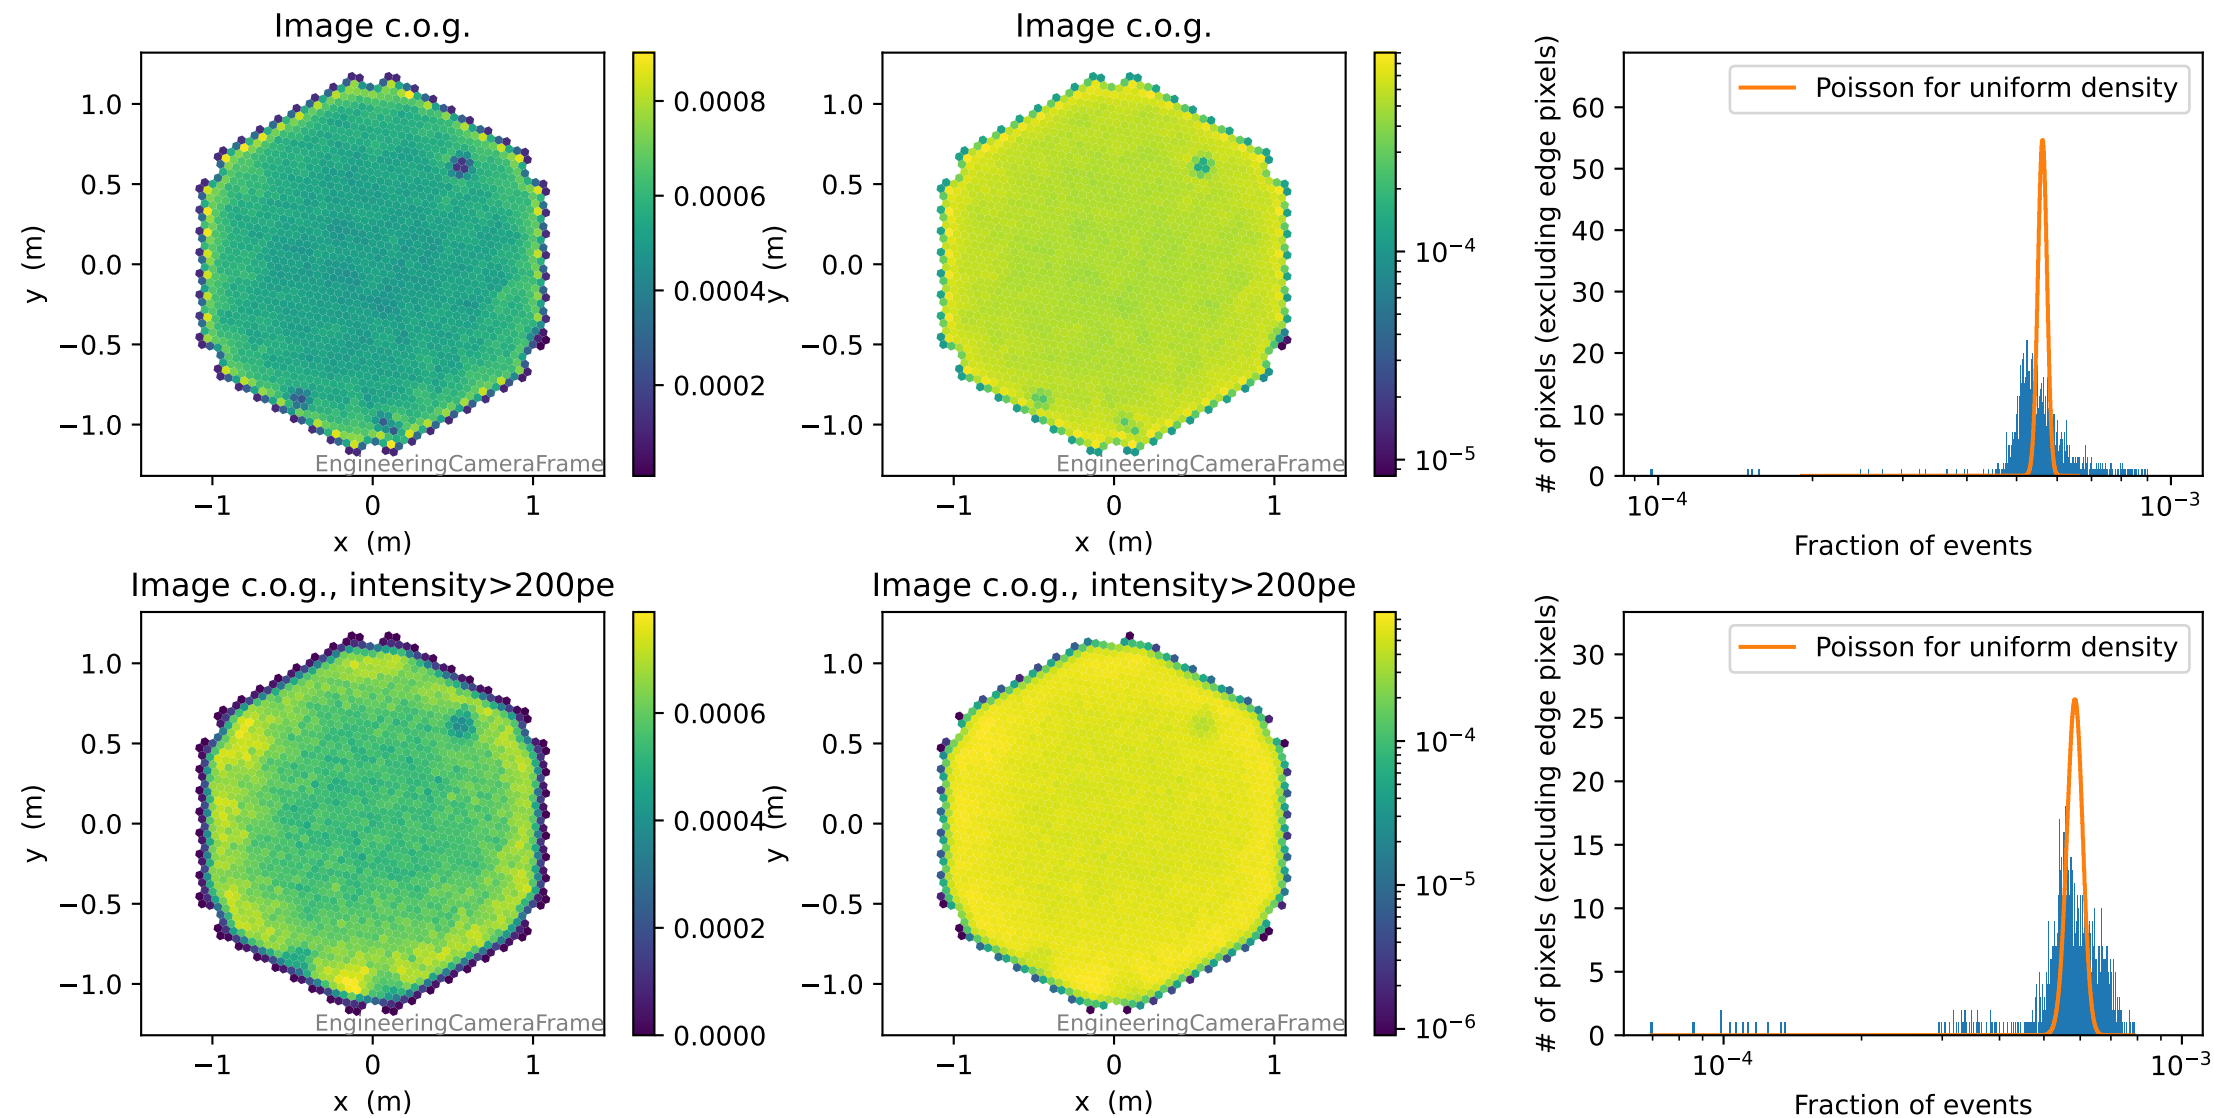 Image c.o.g.
1.0
0.5
0.0
−0.5
−1.0
y (m)
EngineeringCameraFrame
−1
0
1
x (m)
0.0008
0.0006
0.0004
0.0002
Image c.o.g.
1.0
0.5
0.0
−0.5
−1.0
y (m)
EngineeringCameraFrame
−1
0
1
x (m)
10⁻⁴
10⁻⁵
# of pixels (excluding edge pixels)
60
50
40
30
20
10
0
Poisson for uniform density
10⁻⁴
10⁻³
Fraction of events
Image c.o.g., intensity>200pe
1.0
0.5
0.0
−0.5
−1.0
y (m)
EngineeringCameraFrame
−1
0
1
x (m)
0.0006
0.0004
0.0002
0.0000
Image c.o.g., intensity>200pe
1.0
0.5
0.0
−0.5
−1.0
y (m)
EngineeringCameraFrame
−1
0
1
x (m)
10⁻⁴
10⁻⁵
10⁻⁶
# of pixels (excluding edge pixels)
30
25
20
15
10
5
0
Poisson for uniform density
10⁻⁴
10⁻³
Fraction of events